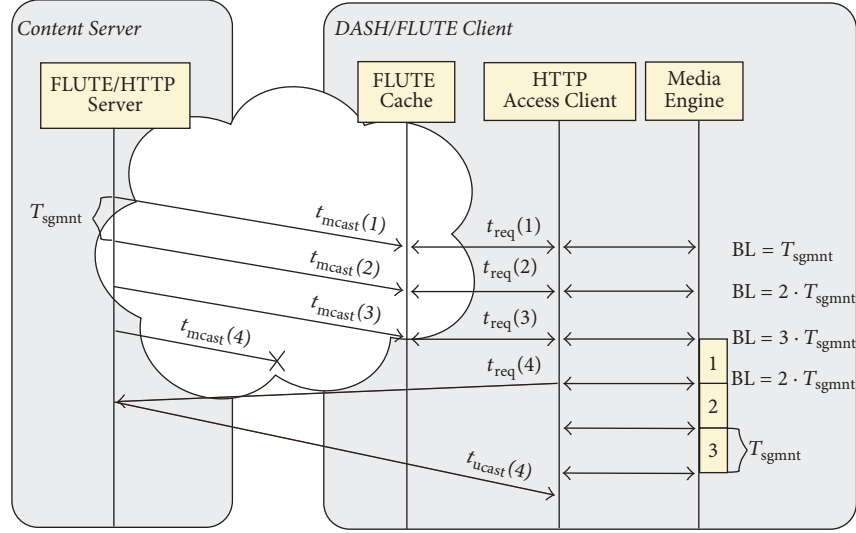 Content Server
DASH/FLUTE Client
FLUTE/HTTP
Server
FLUTE
Cache
HTTP
Access Client
Media
Engine
T_sgmnt
t_mcast(1)
t_req(1)
BL = T_sgmnt
t_mcast(2)
t_req(2)
BL = 2 · T_sgmnt
t_mcast(3)
t_req(3)
BL = 3 · T_sgmnt
t_mcast(4)
t_req(4)
1
BL = 2 · T_sgmnt
2
3
T_sgmnt
t_ucast(4)